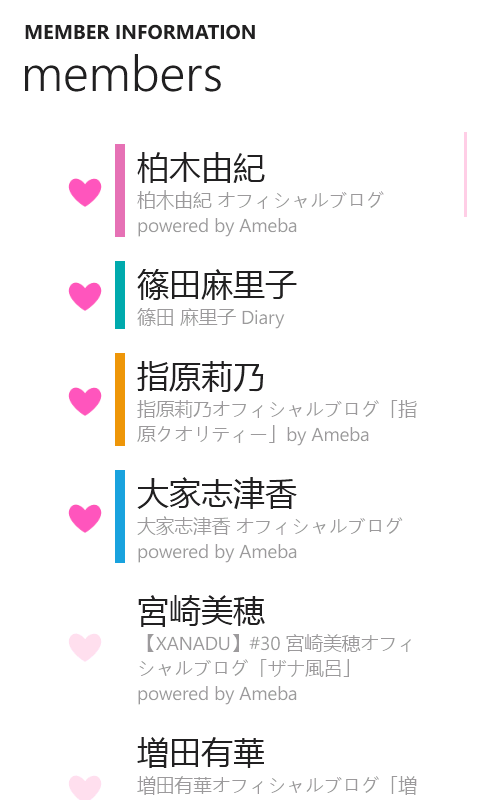 MEMBER INFORMATION
members
柏木由紀
柏木由紀 オフィシャルブログ
powered by Ameba
篠田麻里子
篠田 麻里子 Diary
指原莉乃
指原莉乃オフィシャルブログ「指
原クオリティー」by Ameba
大家志津香
大家志津香 オフィシャルブログ
powered by Ameba
宮崎美穂
【XANADU】#30 宮崎美穂オフィ
シャルブログ「ザナ風呂」
powered by Ameba
増田有華
増田有華オフィシャルブログ「増